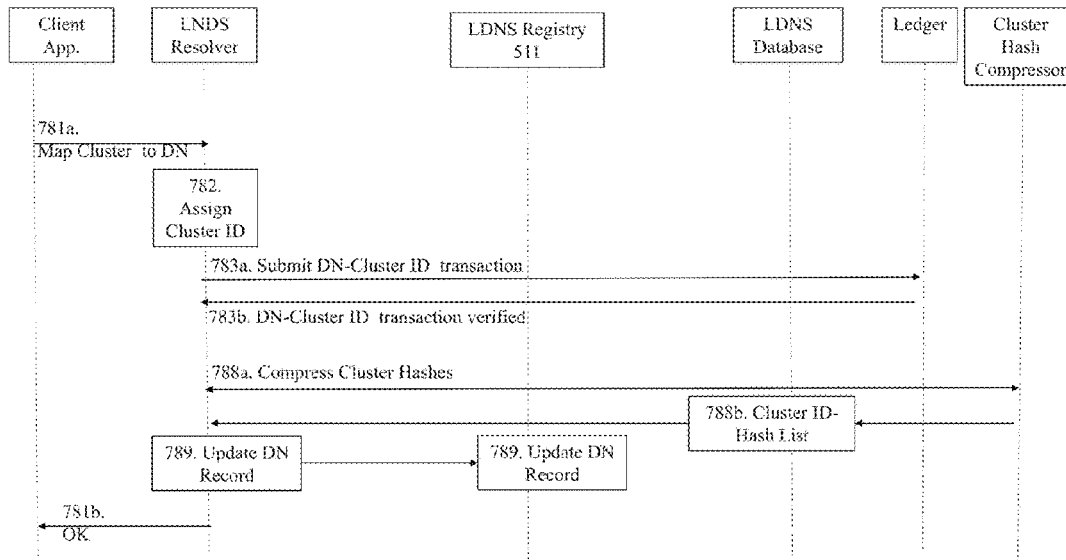 Client
App.
LNDS
Resolver
LDNS Registry
511
LDNS
Database
Ledger
Cluster
Hash
Compressor
781a.
Map Cluster to DN
782.
Assign
Cluster ID
783a. Submit DN-Cluster ID transaction
783b. DN-Cluster ID transaction verified
788a. Compress Cluster Hashes
788b. Cluster ID-
Hash List
789. Update DN
Record
789. Update DN
Record
781b.
OK